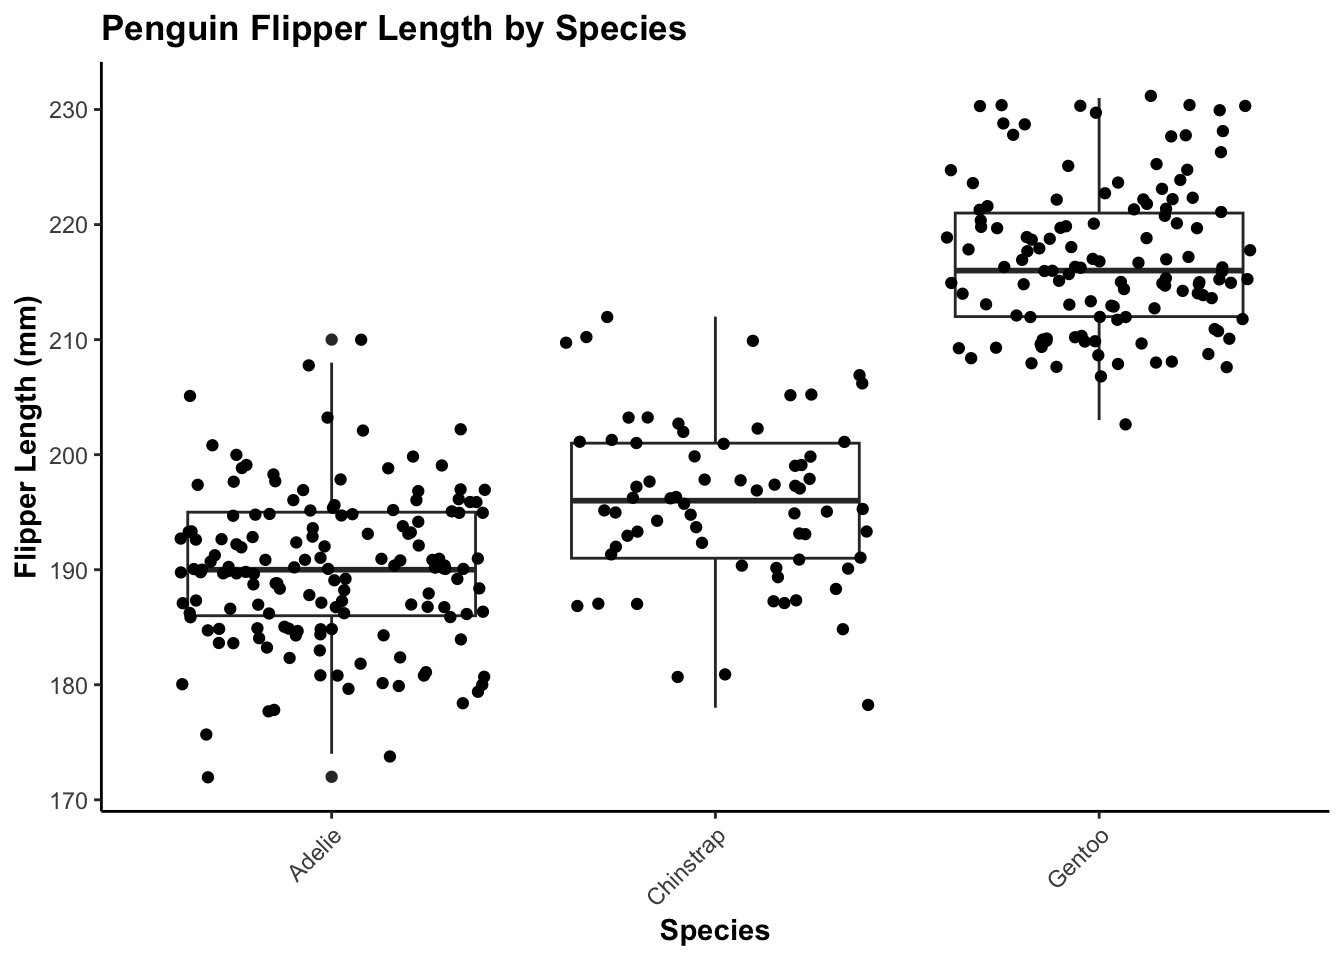 Penguin Flipper Length by Species
Flipper Length (mm)
230
220
210
200
190
180
170
Adelie
Chinstrap
Gentoo
Species